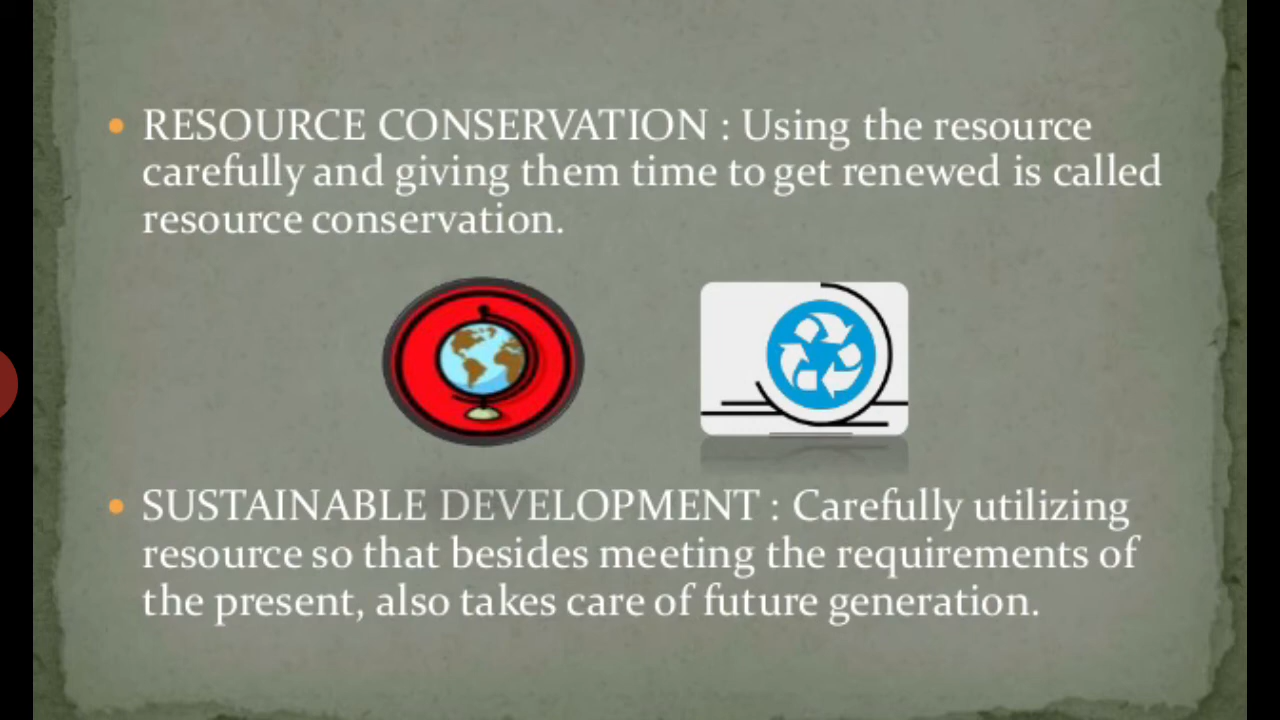 RESOURCE CONSERVATION : Using the resource
carefully and giving them time to get renewed is called
resource conservation.
SUSTAINABLE DEVELOPMENT : Carefully utilizing
resource so that besides meeting the requirements of
the present, also takes care of future generation.